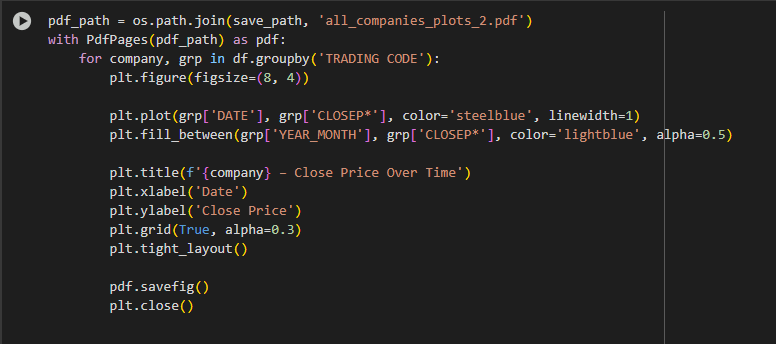 pdf_path = os.path.join(save_path, 'all_companies_plots_2.pdf')
with PdfPages(pdf_path) as pdf:
    for company, grp in df.groupby('TRADING CODE'):
        plt.figure(figsize=(8, 4))

        plt.plot(grp['DATE'], grp['CLOSEP*'], color='steelblue', linewidth=1)
        plt.fill_between(grp['YEAR_MONTH'], grp['CLOSEP*'], color='lightblue', alpha=0.5)

        plt.title(f'{company} – Close Price Over Time')
        plt.xlabel('Date')
        plt.ylabel('Close Price')
        plt.grid(True, alpha=0.3)
        plt.tight_layout()

        pdf.savefig()
        plt.close()